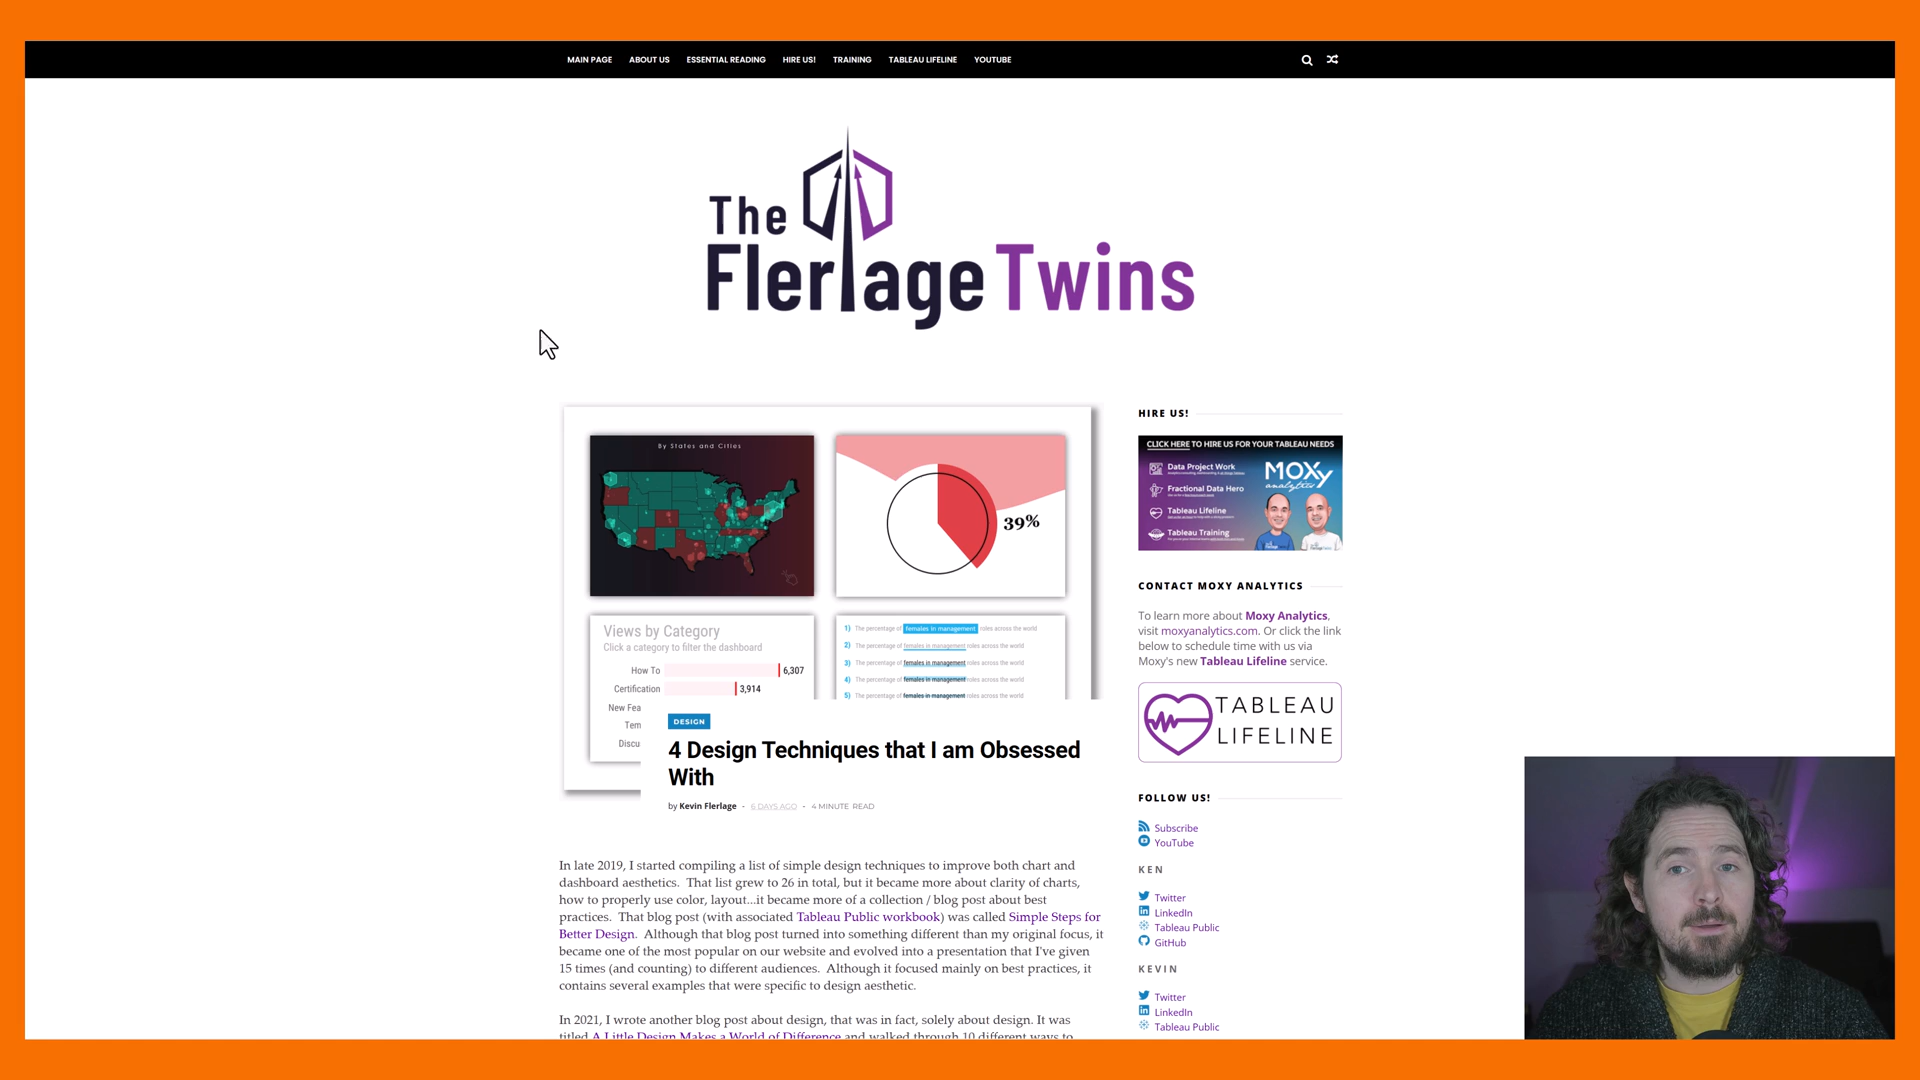 MAIN PAGE ABOUT US ESSENTIAL READING HIRE US! TRAINING TABLEAU LIFELINE YOUTUBE
The
Flerlage Twins
By States and Cities
39%
Views by Category
Click a category to filter the dashboard
How To 6,307
Certification 3,914
New Fea
Tem
Discu
1) The percentage of females in management roles across the world
2) The percentage of females in management roles across the world
3) The percentage of females in management roles across the world
4) The percentage of females in management roles across the world
5) The percentage of females in management roles across the world
DESIGN
4 Design Techniques that I am Obsessed
With
by Kevin Flerlage - 6 DAYS AGO - 4 MINUTE READ
In late 2019, I started compiling a list of simple design techniques to improve both chart and
dashboard aesthetics. That list grew to 26 in total, but it became more about clarity of charts,
how to properly use color, layout...it became more of a collection / blog post about best
practices. That blog post (with associated Tableau Public workbook) was called Simple Steps for
Better Design. Although that blog post turned into something different than my original focus, it
became one of the most popular on our website and evolved into a presentation that I've given
15 times (and counting) to different audiences. Although it focused mainly on best practices, it
contains several examples that were specific to design aesthetic.
In 2021, I wrote another blog post about design, that was in fact, solely about design. It was
titled A Little Design Makes a World of Difference and walked through 10 different ways to
HIRE US!
CLICK HERE TO HIRE US FOR YOUR TABLEAU NEEDS
Data Project Work
Fractional Data Hero
Tableau Lifeline
Tableau Training
MOXy
analytics
CONTACT MOXY ANALYTICS
To learn more about Moxy Analytics,
visit moxyanalytics.com. Or click the link
below to schedule time with us via
Moxy's new Tableau Lifeline service.
TABLEAU
LIFELINE
FOLLOW US!
Subscribe
YouTube
KEN
Twitter
LinkedIn
Tableau Public
GitHub
KEVIN
Twitter
LinkedIn
Tableau Public